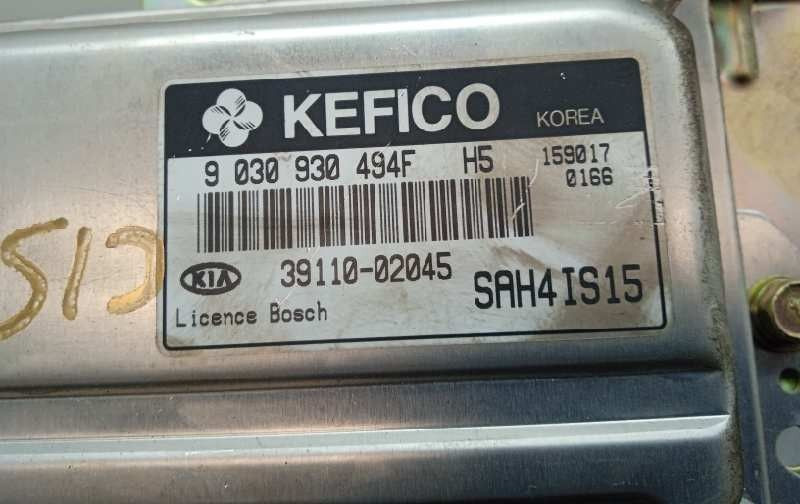 KEFICO KOREA
9 030 930 494F H5 159017
0166
KIA 39110-02045 SAH4IS15
Licence Bosch